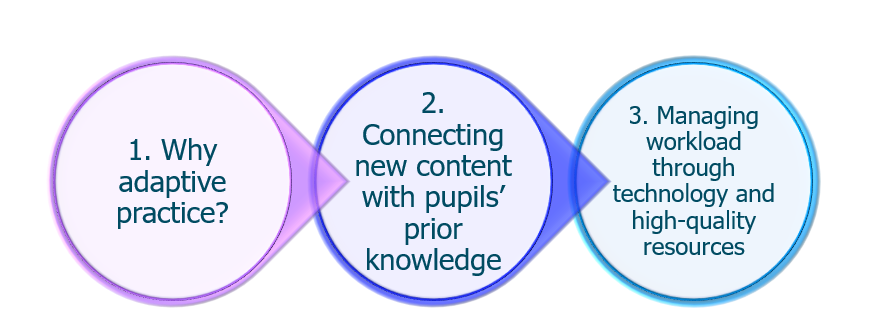 1. Why
adaptive
practice?
2.
Connecting
new content
with pupils’
prior
knowledge
3. Managing
workload
through
technology and
high-quality
resources